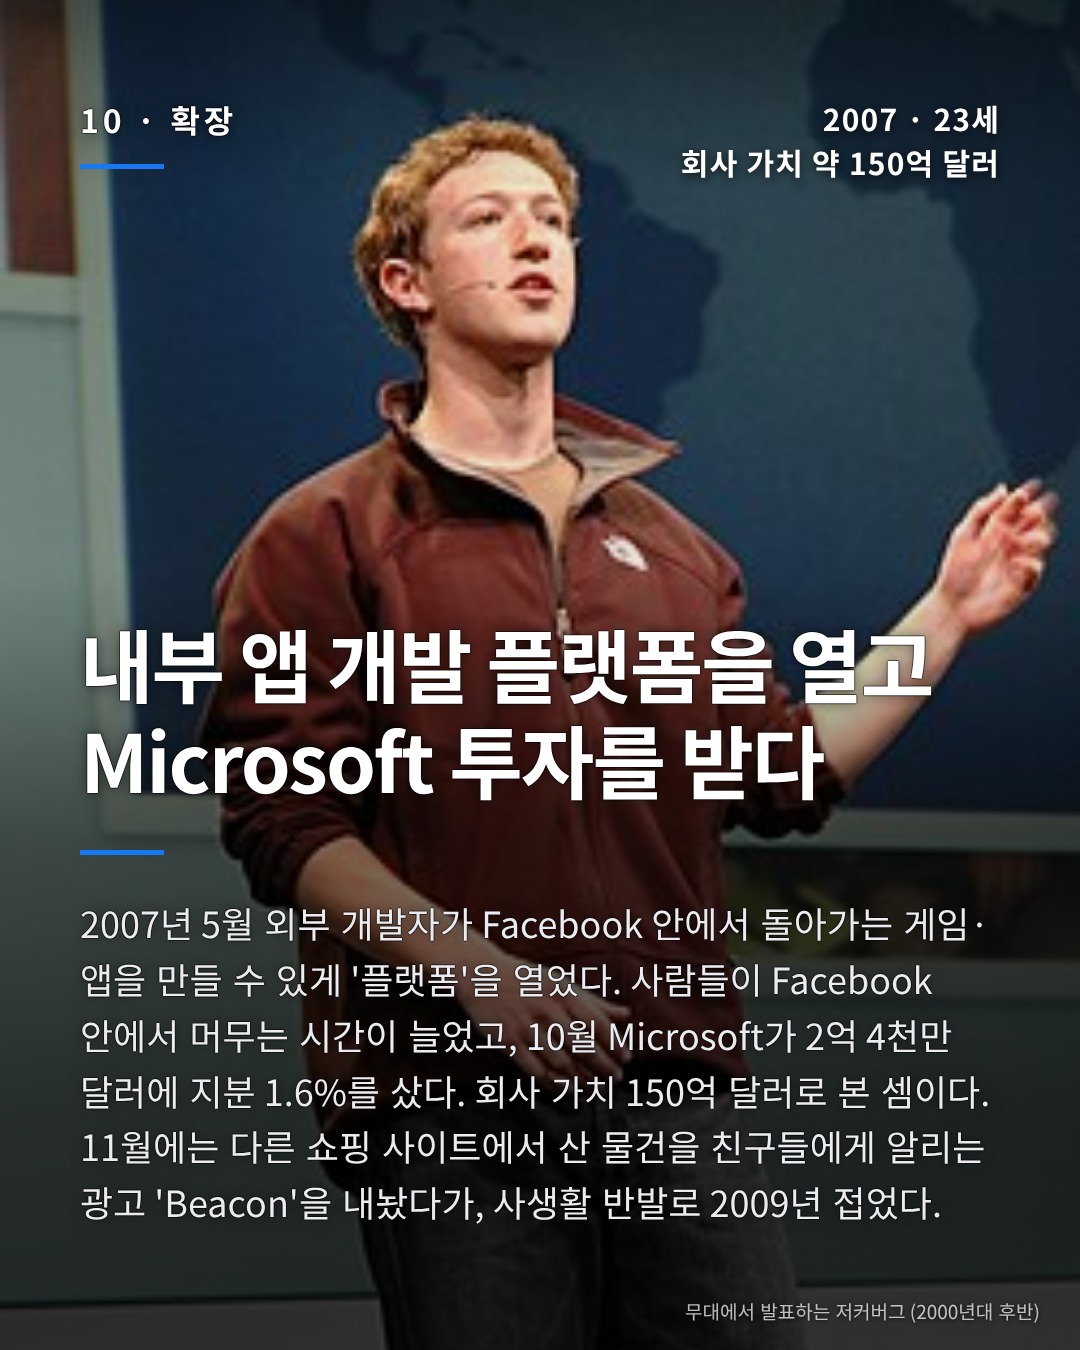 10 · 확장
2007 · 23세
회사 가치 약 150억 달러
내부 앱 개발 플랫폼을 열고
Microsoft 투자를 받다
2007년 5월 외부 개발자가 Facebook 안에서 돌아가는 게임·
앱을 만들 수 있게 '플랫폼'을 열었다. 사람들이 Facebook
안에서 머무는 시간이 늘었고, 10월 Microsoft가 2억 4천만
달러에 지분 1.6%를 샀다. 회사 가치 150억 달러로 본 셈이다.
11월에는 다른 쇼핑 사이트에서 산 물건을 친구들에게 알리는
광고 'Beacon'을 내놨다가, 사생활 반발로 2009년 접었다.
무대에서 발표하는 저커버그 (2000년대 후반)